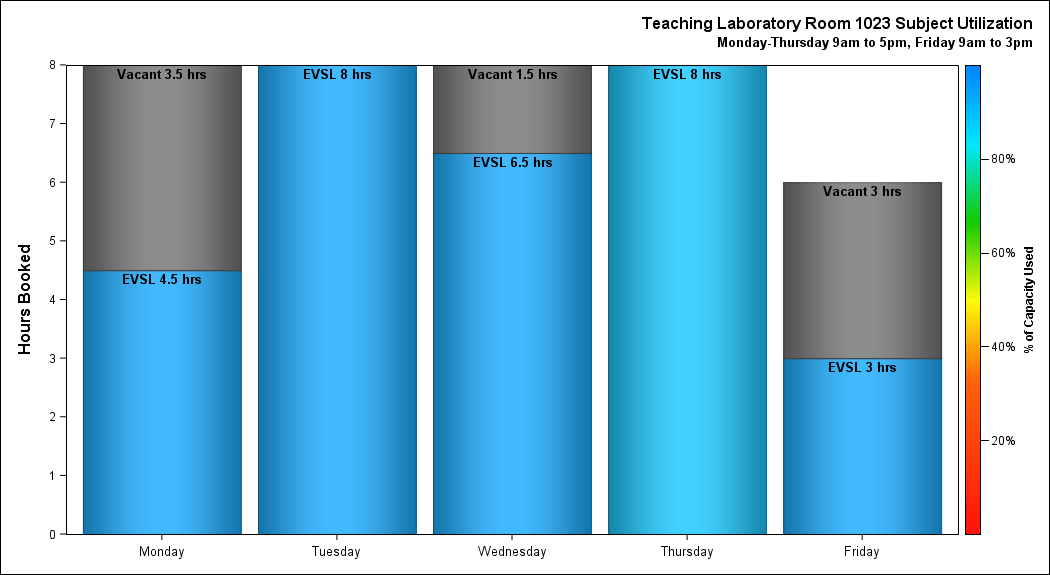 Teaching Laboratory Room 1023 Subject Utilization
Monday-Thursday 9am to 5pm, Friday 9am to 3pm
Hours Booked
8
7
6
5
4
3
2
1
0
Vacant 3.5 hrs
EVSL 4.5 hrs
EVSL 8 hrs
Vacant 1.5 hrs
EVSL 6.5 hrs
EVSL 8 hrs
Vacant 3 hrs
EVSL 3 hrs
Monday
Tuesday
Wednesday
Thursday
Friday
80%
60%
40%
20%
% of Capacity Used